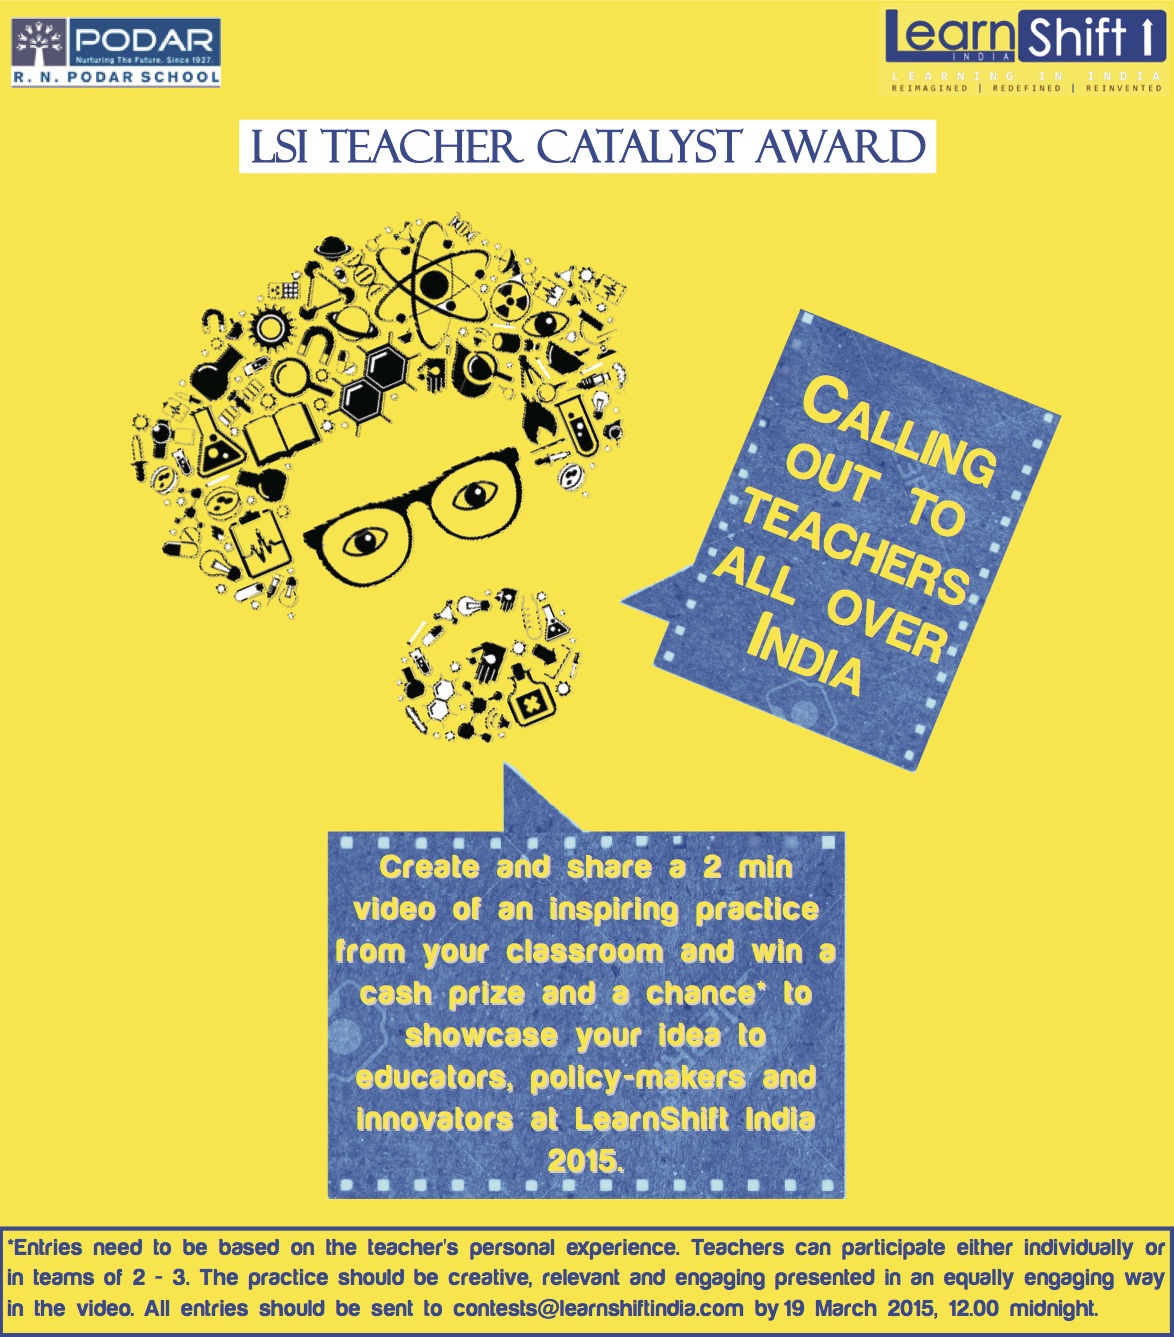 PODAR
Nurturing The Future. Since 1927.
R. N. PODAR SCHOOL
Learn Shift
INDIA
LEARNING IN INDIA
REIMAGINED | REDEFINED | REINVENTED
LSI TEACHER CATALYST AWARD
CALLING
OUT TO
TEACHERS
ALL OVER
INDIA
Create and share a 2 min
video of an inspiring practice
from your classroom and win a
cash prize and a chance* to
showcase your idea to
educators, policy-makers and
innovators at LearnShift India
2015.
*Entries need to be based on the teacher's personal experience. Teachers can participate either individually or
in teams of 2 - 3. The practice should be creative, relevant and engaging presented in an equally engaging way
in the video. All entries should be sent to contests@learnshiftindia.com by 19 March 2015, 12.00 midnight.